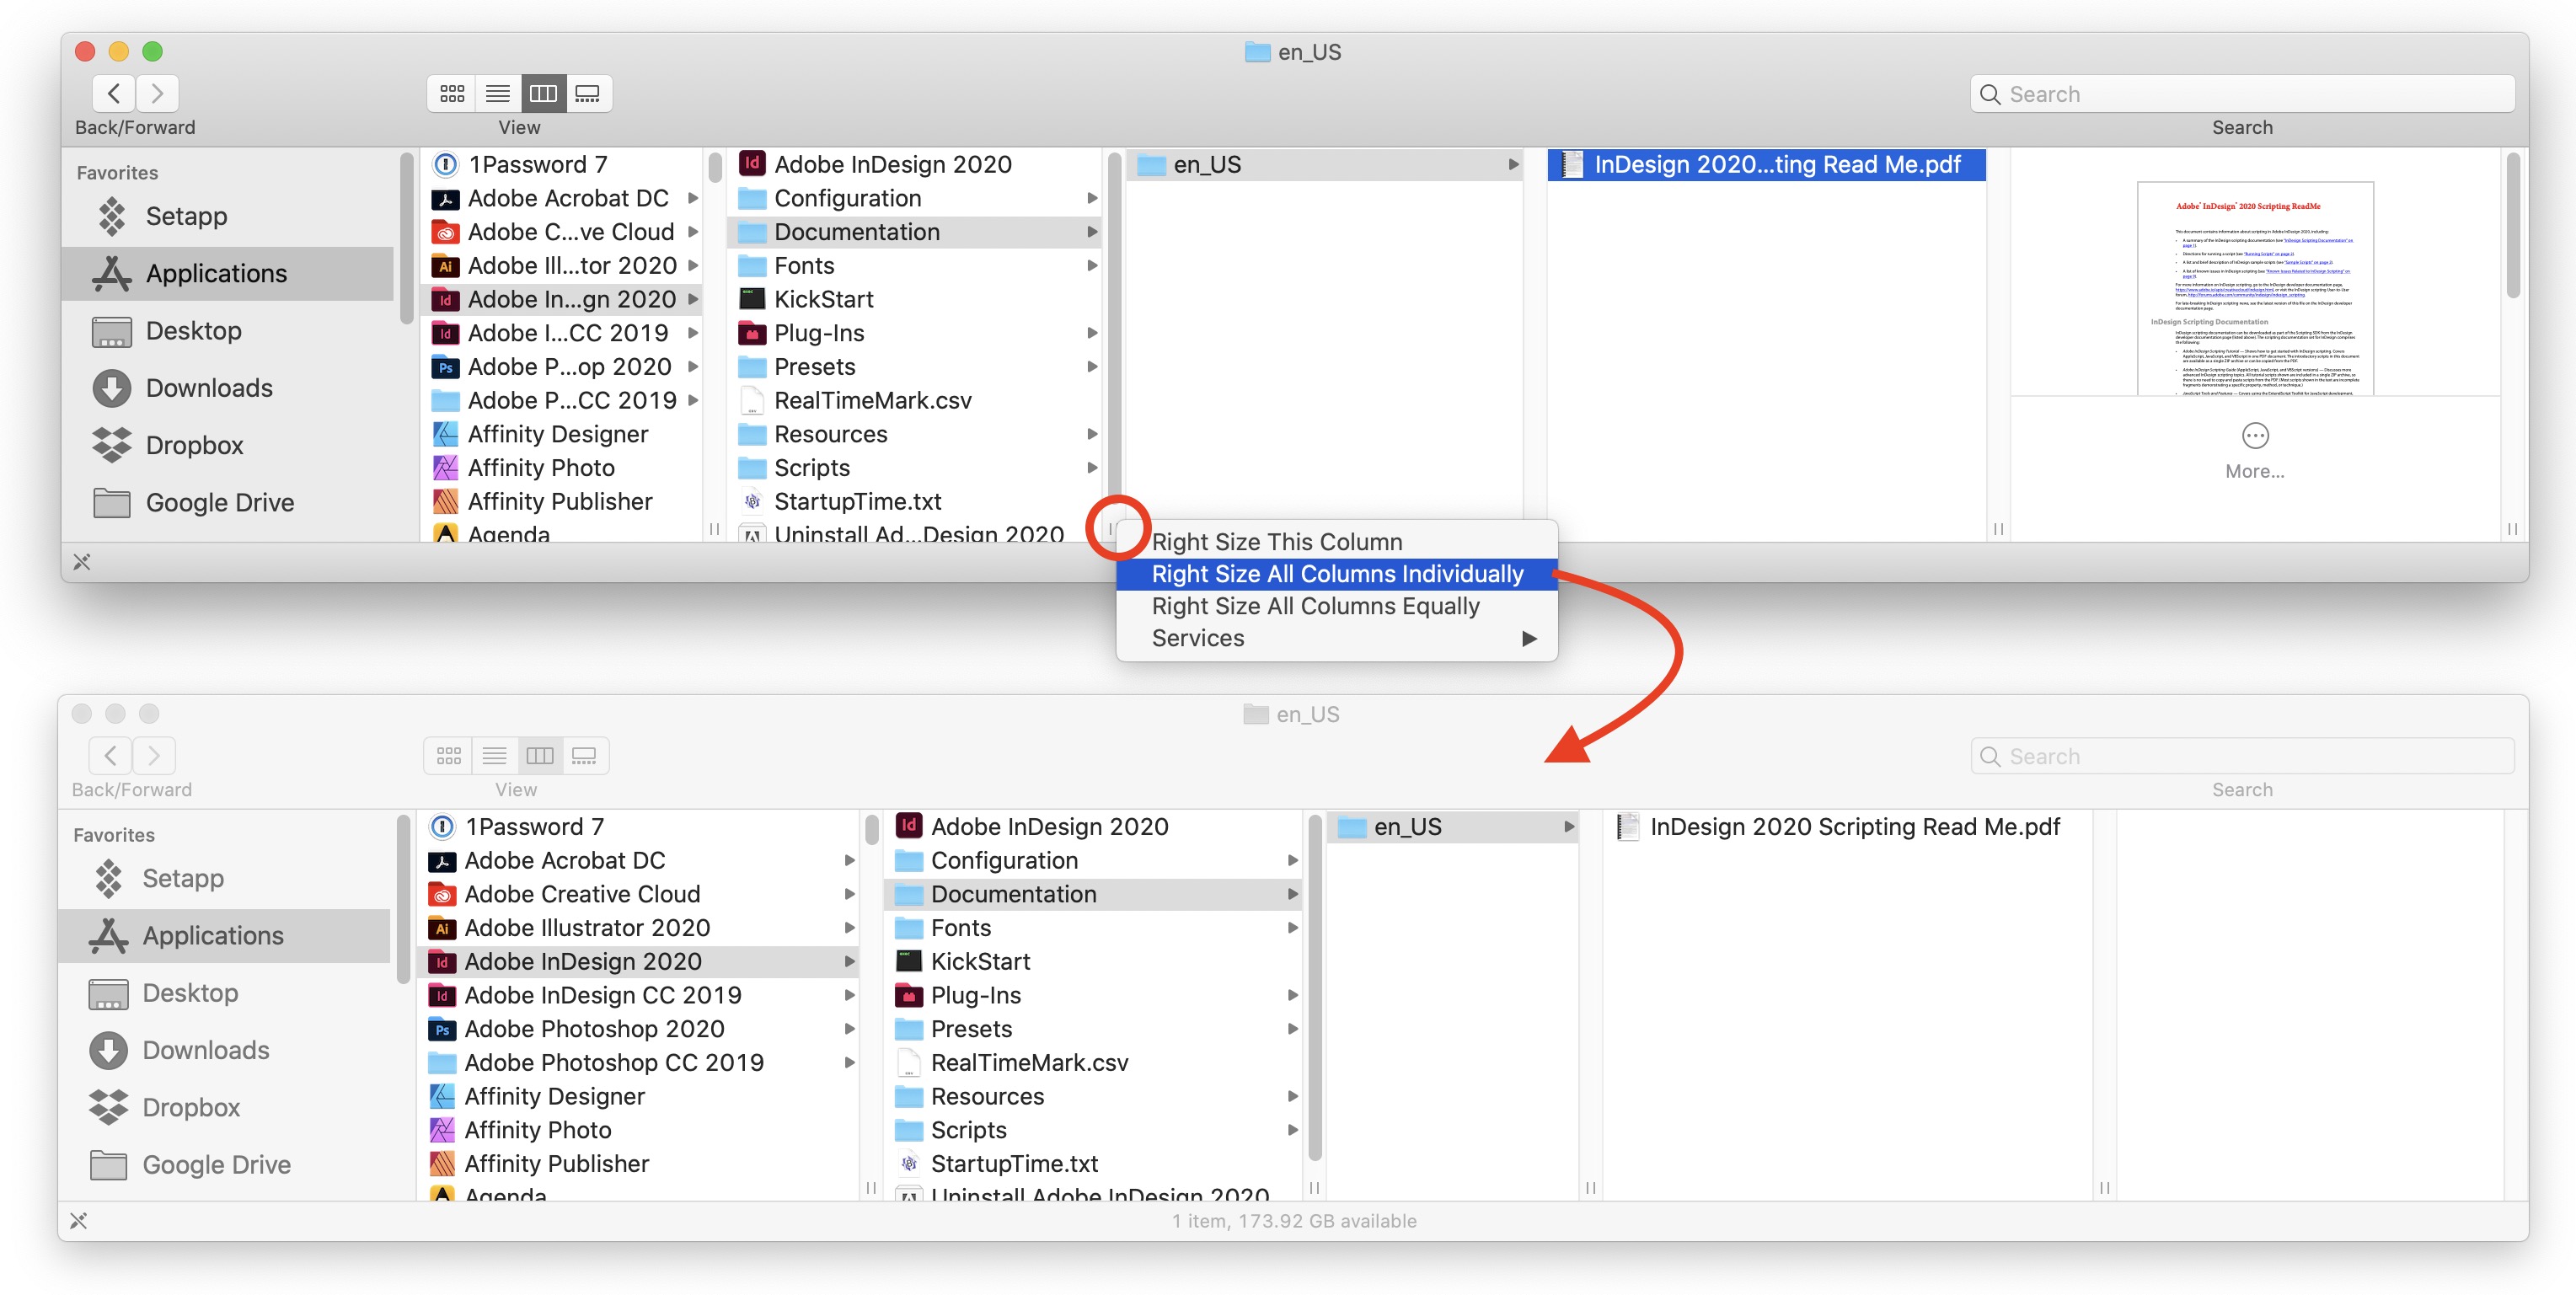 en_US
Back/Forward
View
Search
Search
Favorites
Setapp
Applications
Desktop
Downloads
Dropbox
Google Drive
1Password 7
Adobe Acrobat DC
Adobe C...ve Cloud
Adobe Ill...tor 2020
Adobe In...gn 2020
Adobe I...CC 2019
Adobe P...op 2020
Adobe P...CC 2019
Affinity Designer
Affinity Photo
Affinity Publisher
Agenda
Adobe InDesign 2020
Configuration
Documentation
Fonts
KickStart
Plug-Ins
Presets
RealTimeMark.csv
Resources
Scripts
StartupTime.txt
Uninstall Ad...Design 2020
en_US
InDesign 2020...ting Read Me.pdf
Adobe® InDesign® 2020 Scripting ReadMe
InDesign Scripting Documentation
More...
Right Size This Column
Right Size All Columns Individually
Right Size All Columns Equally
Services
en_US
Back/Forward
View
Search
Search
Favorites
Setapp
Applications
Desktop
Downloads
Dropbox
Google Drive
1Password 7
Adobe Acrobat DC
Adobe Creative Cloud
Adobe Illustrator 2020
Adobe InDesign 2020
Adobe InDesign CC 2019
Adobe Photoshop 2020
Adobe Photoshop CC 2019
Affinity Designer
Affinity Photo
Affinity Publisher
Agenda
Adobe InDesign 2020
Configuration
Documentation
Fonts
KickStart
Plug-Ins
Presets
RealTimeMark.csv
Resources
Scripts
StartupTime.txt
Uninstall Adobe InDesign 2020
en_US
InDesign 2020 Scripting Read Me.pdf
1 item, 173.92 GB available